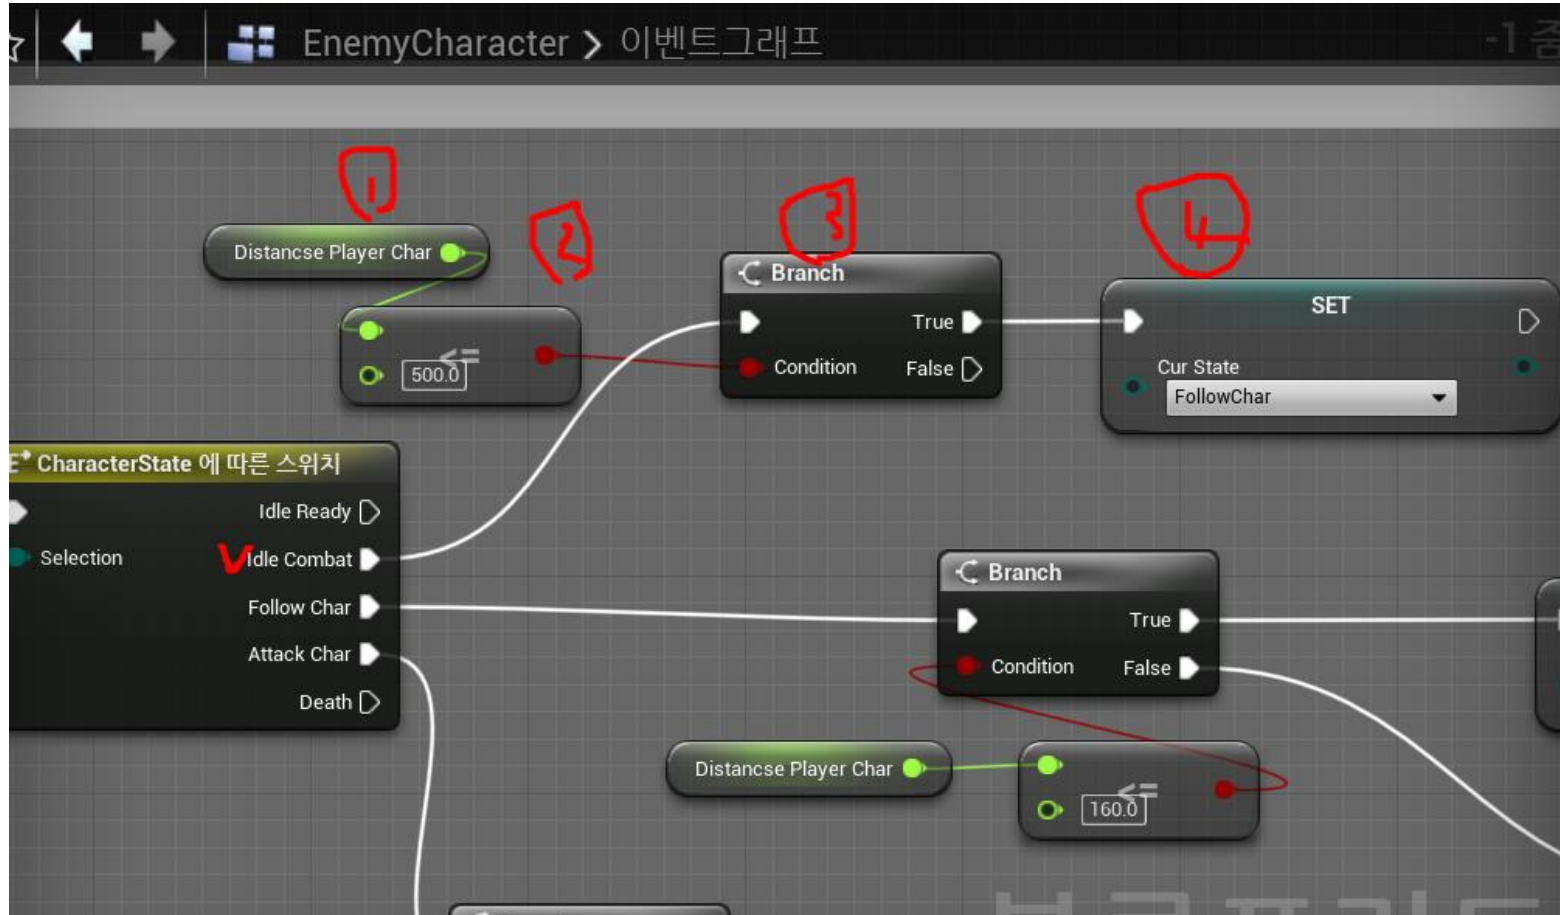 EnemyCharacter > 이벤트그래프
-1 줌
1
Distancse Player Char
2
<=
500.0
3
Branch
True
Condition
False
4
SET
Cur State
FollowChar
CharacterState 에 따른 스위치
Idle Ready
Selection
V Idle Combat
Follow Char
Attack Char
Death
Branch
True
Condition
False
Distancse Player Char
<=
160.0